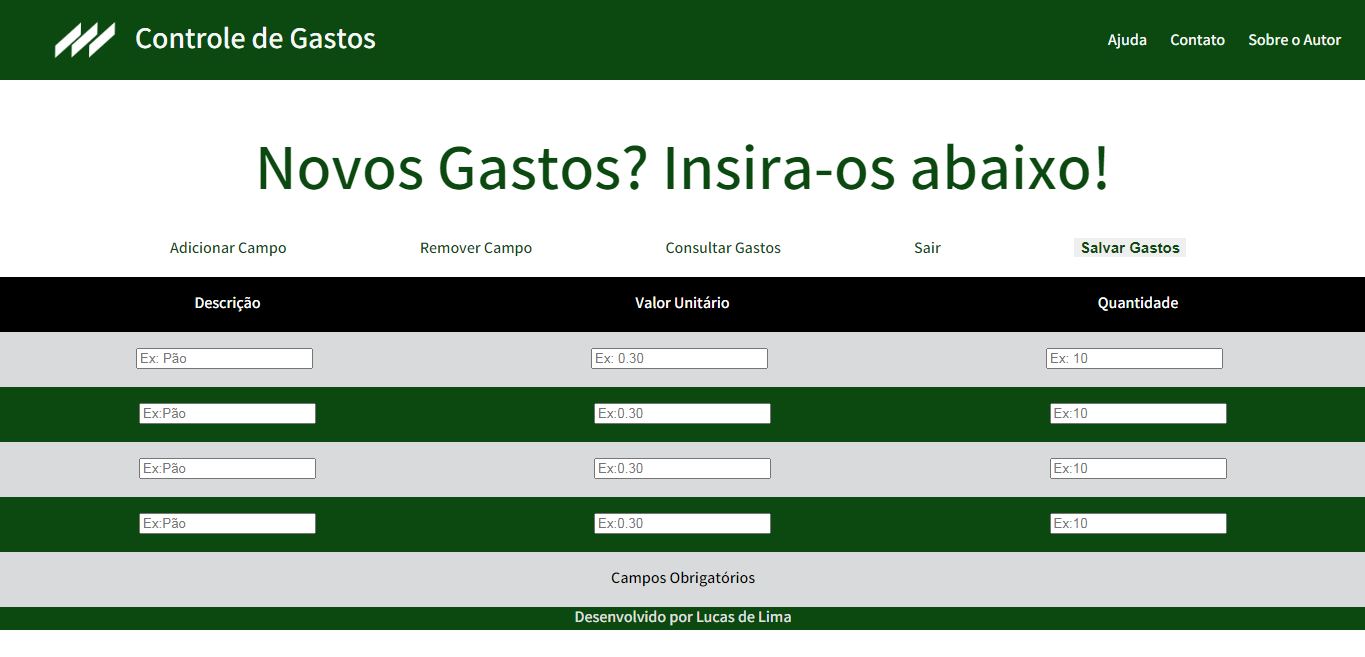 Controle de Gastos
Ajuda Contato Sobre o Autor
Novos Gastos? Insira-os abaixo!
Adicionar Campo Remover Campo Consultar Gastos Sair Salvar Gastos
Descrição Valor Unitário Quantidade
Ex: Pão Ex: 0.30 Ex: 10
Ex:Pão Ex:0.30 Ex:10
Ex:Pão Ex:0.30 Ex:10
Ex:Pão Ex:0.30 Ex:10
Campos Obrigatórios
Desenvolvido por Lucas de Lima